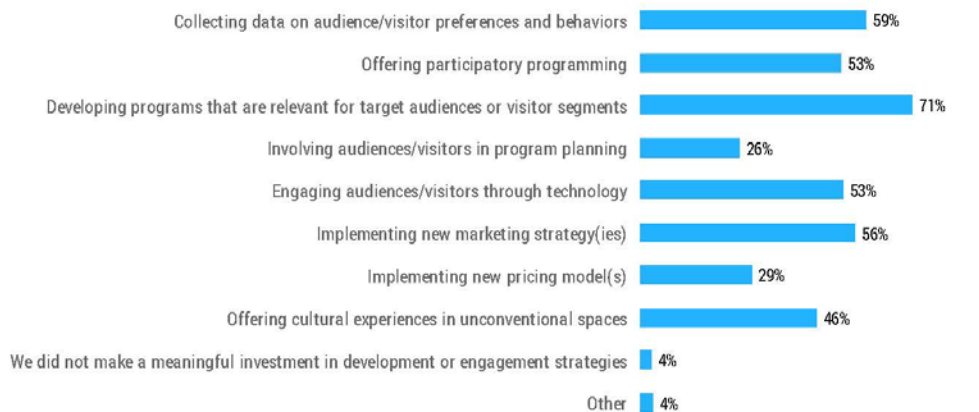 Collecting data on audience/visitor preferences and behaviors 59%
Offering participatory programming 53%
Developing programs that are relevant for target audiences or visitor segments 71%
Involving audiences/visitors in program planning 26%
Engaging audiences/visitors through technology 53%
Implementing new marketing strategy(ies) 56%
Implementing new pricing model(s) 29%
Offering cultural experiences in unconventional spaces 46%
We did not make a meaningful investment in development or engagement strategies 4%
Other 4%